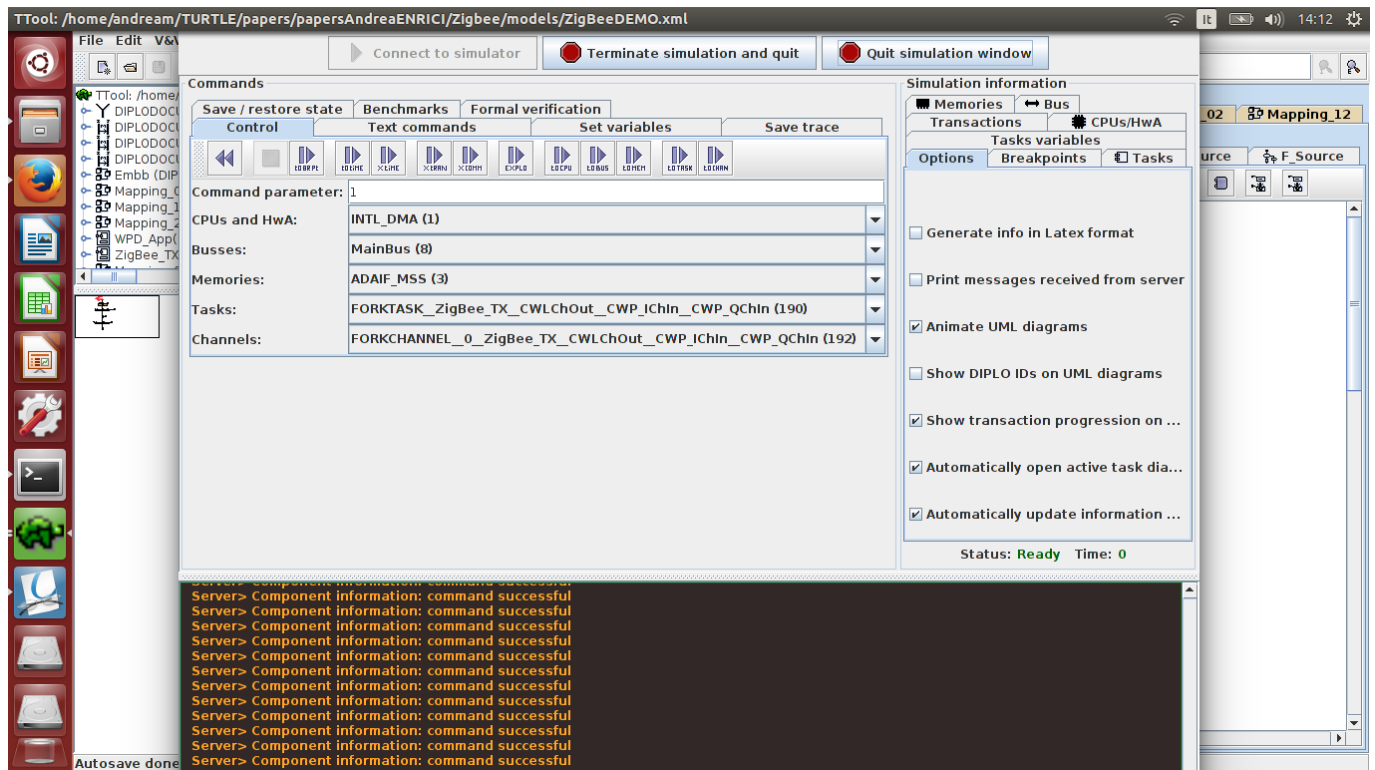 TTool: /home/andream/TURTLE/papers/papersAndreaENRICI/Zigbee/models/ZigBeeDEMO.xml
It
14:12
File Edit V&
Connect to simulator
Terminate simulation and quit
Quit simulation window
TTool: /home/
DIPLODOCU
DIPLODOCU
DIPLODOCU
DIPLODOCU
Embb (DIP
Mapping_0
Mapping_1
Mapping_2
WPD_App(
ZigBee_TX
Commands
Save / restore state
Benchmarks
Formal verification
Control
Text commands
Set variables
Save trace
Command parameter: 1
CPUs and HwA: INTL_DMA (1)
Busses: MainBus (8)
Memories: ADAIF_MSS (3)
Tasks: FORKTASK__ZigBee_TX__CWLChOut__CWP_IChIn__CWP_QChIn (190)
Channels: FORKCHANNEL__0__ZigBee_TX__CWLChOut__CWP_IChIn__CWP_QChIn (192)
Simulation information
Memories
Bus
Transactions
CPUs/HwA
Tasks variables
Options
Breakpoints
Tasks
Generate info in Latex format
Print messages received from server
Animate UML diagrams
Show DIPLO IDs on UML diagrams
Show transaction progression on ...
Automatically open active task dia...
Automatically update information ...
Status: Ready Time: 0
_02
Mapping_12
urce
F_Source
Server> Component information: command successful
Server> Component information: command successful
Server> Component information: command successful
Server> Component information: command successful
Server> Component information: command successful
Server> Component information: command successful
Server> Component information: command successful
Server> Component information: command successful
Server> Component information: command successful
Server> Component information: command successful
Server> Component information: command successful
Server> Component information: command successful
Server> Component information: command successful
Autosave done